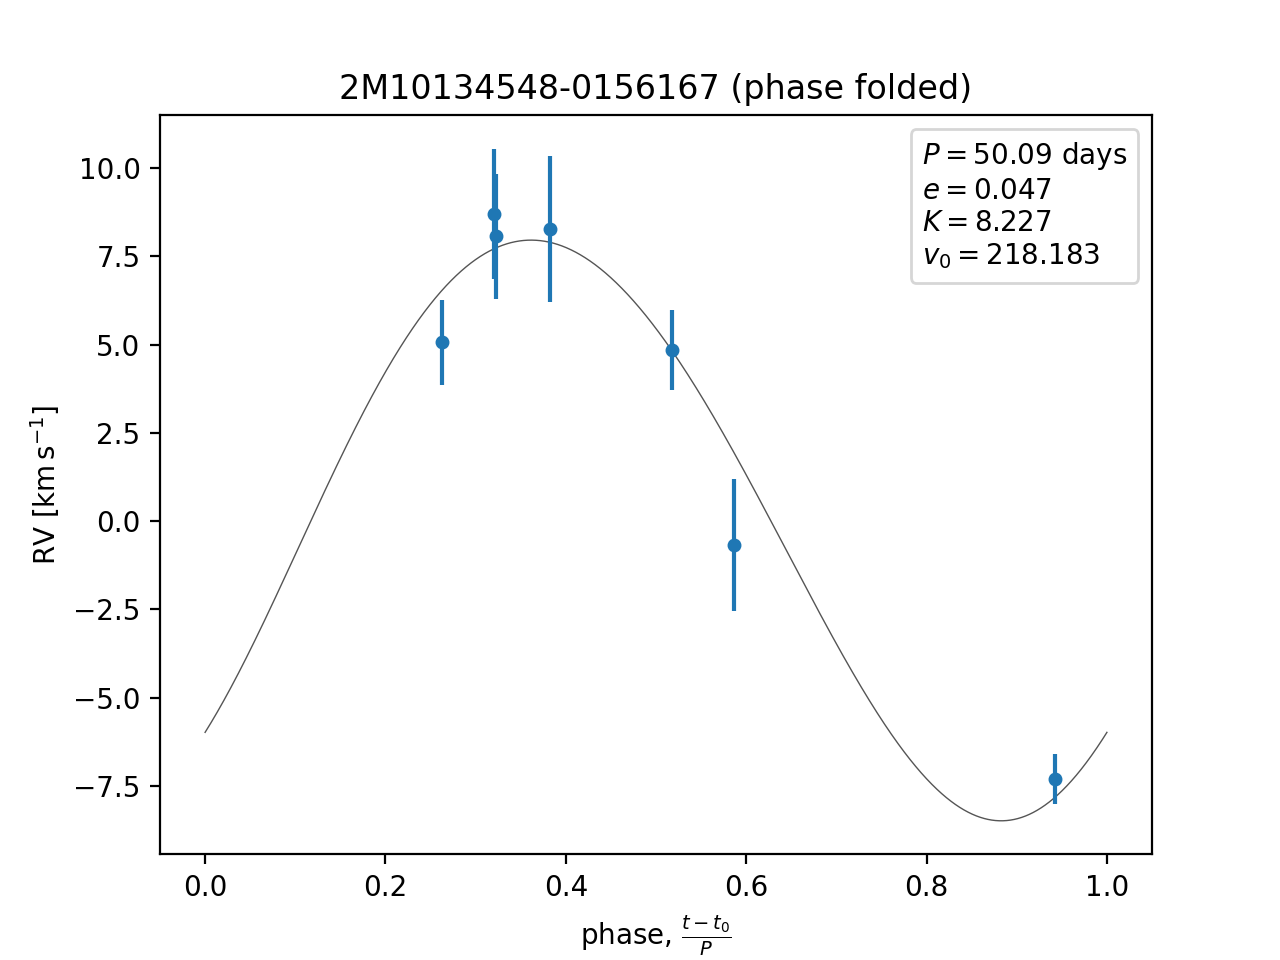 2M10134548-0156167 (phase folded)
P = 50.09 days
e = 0.047
K = 8.227
v₀ = 218.183
RV [km s⁻¹]
10.0
7.5
5.0
2.5
0.0
−2.5
−5.0
−7.5
0.0 0.2 0.4 0.6 0.8 1.0
phase, (t − t₀)/P